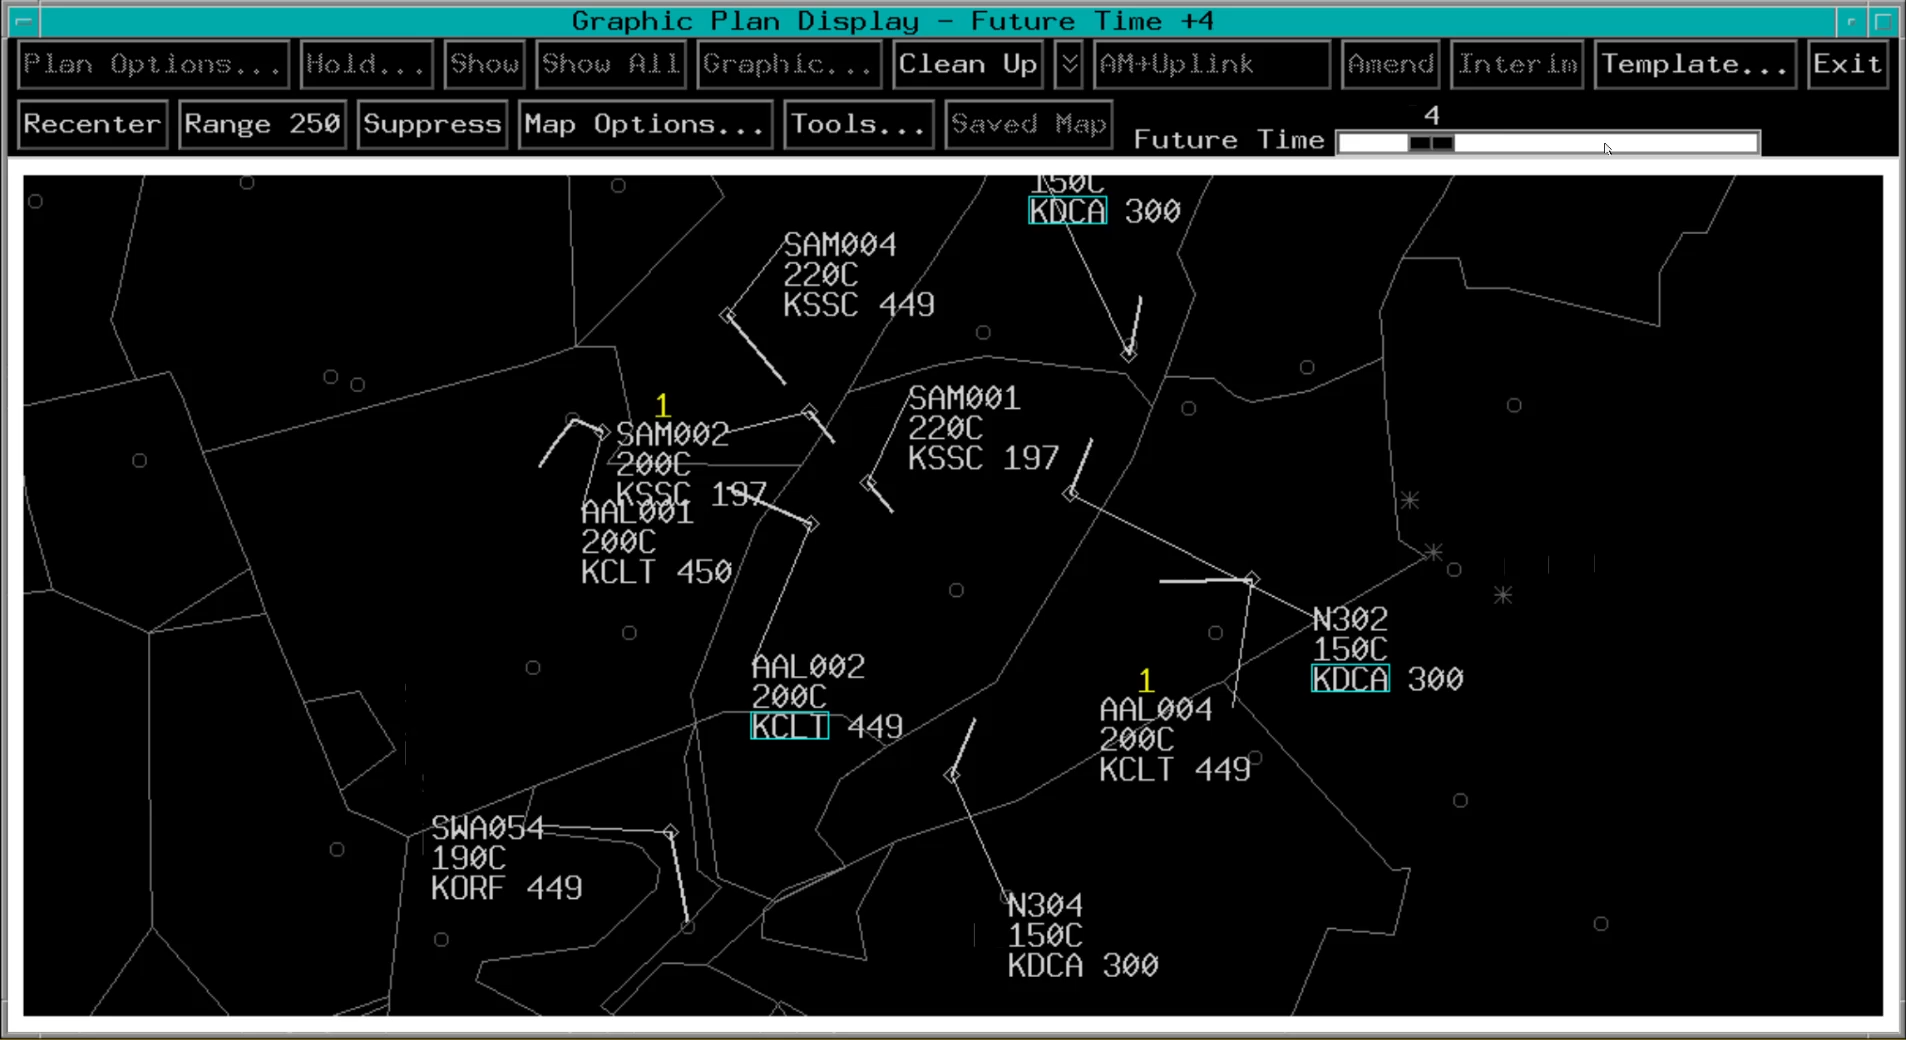 Graphic Plan Display - Future Time +4
Plan Options... Hold... Show Show All Graphic... Clean Up AM+Uplink Amend Interim Template... Exit
Recenter Range 250 Suppress Map Options... Tools... Saved Map Future Time 4
150C
KDCA 300
SAM004
220C
KSSC 449
SAM001
220C
KSSC 197
1
SAM002
200C
KSSC 197
AAL001
200C
KCLT 450
N302
150C
KDCA 300
AAL002
200C
KCLT 449
1
AAL004
200C
KCLT 449
SWA054
190C
KORF 449
N304
150C
KDCA 300